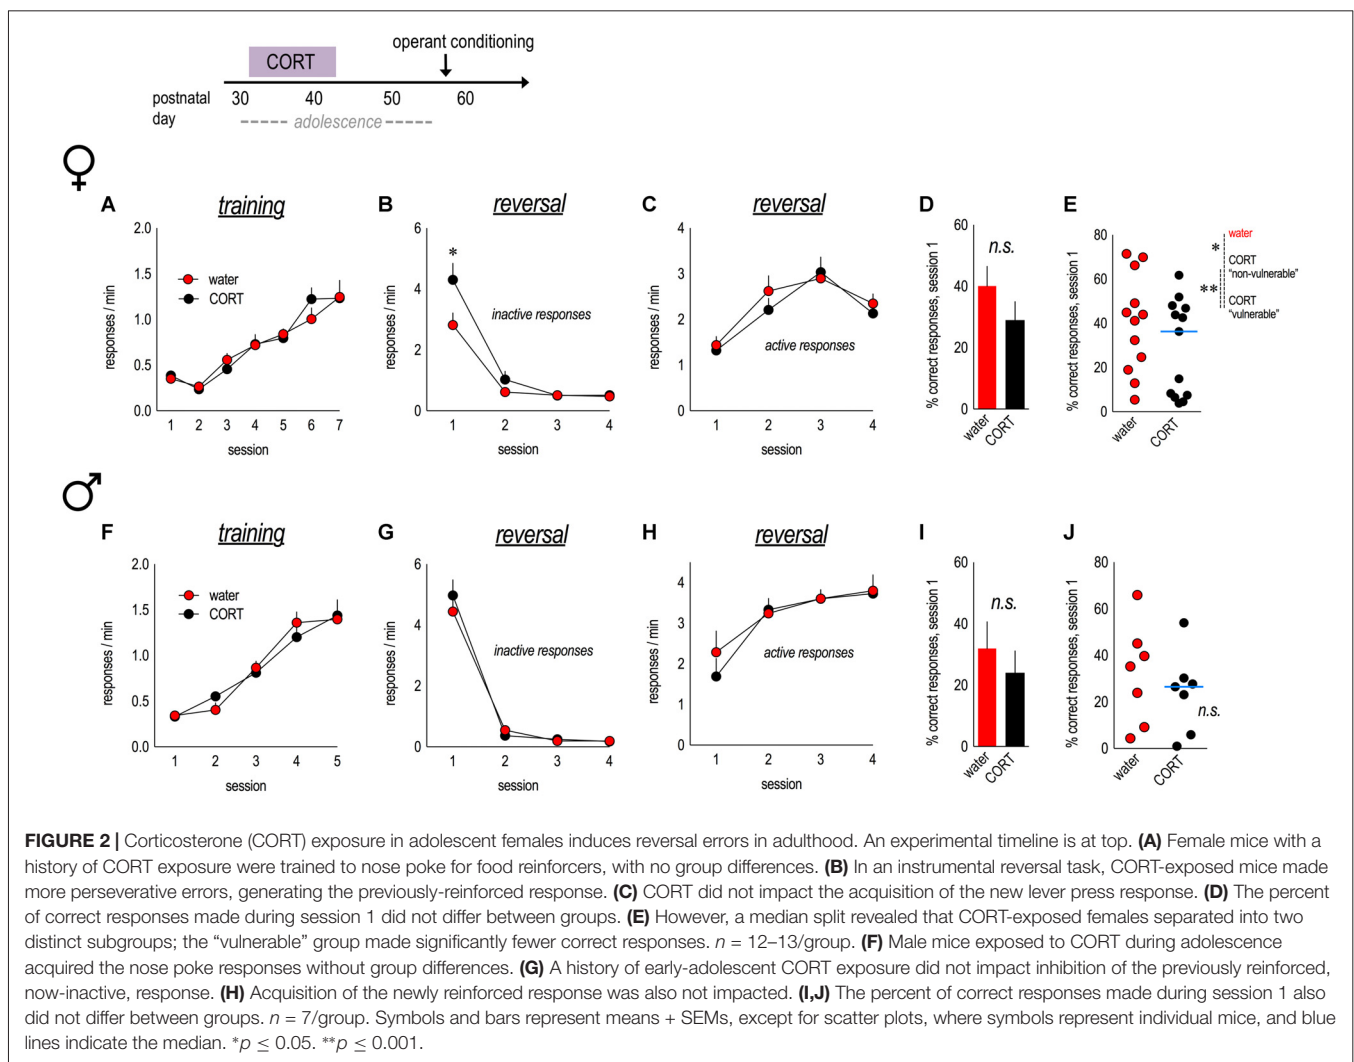 operant conditioning
CORT
postnatal day 30 40 50 60
adolescence
♀
A training
responses / min
2.0
1.5
1.0
0.5
0.0
water
CORT
1 2 3 4 5 6 7
session
B reversal
responses / min
6
4
2
0
*
inactive responses
1 2 3 4
session
C reversal
responses / min
4
3
2
1
0
active responses
1 2 3 4
session
D
% correct responses, session 1
60
40
20
0
n.s.
water
CORT
E
% correct responses, session 1
80
60
40
20
0
water
*
CORT
"non-vulnerable"
**
CORT
"vulnerable"
water
CORT
♂
F training
responses / min
2.0
1.5
1.0
0.5
0.0
water
CORT
1 2 3 4 5
session
G reversal
responses / min
6
4
2
0
inactive responses
1 2 3 4
session
H reversal
responses / min
4
3
2
1
0
active responses
1 2 3 4
session
I
% correct responses, session 1
60
40
20
0
n.s.
water
CORT
J
% correct responses, session 1
80
60
40
20
0
n.s.
water
CORT
FIGURE 2 | Corticosterone (CORT) exposure in adolescent females induces reversal errors in adulthood. An experimental timeline is at top. (A) Female mice with a
history of CORT exposure were trained to nose poke for food reinforcers, with no group differences. (B) In an instrumental reversal task, CORT-exposed mice made
more perseverative errors, generating the previously-reinforced response. (C) CORT did not impact the acquisition of the new lever press response. (D) The percent
of correct responses made during session 1 did not differ between groups. (E) However, a median split revealed that CORT-exposed females separated into two
distinct subgroups; the "vulnerable" group made significantly fewer correct responses. n = 12–13/group. (F) Male mice exposed to CORT during adolescence
acquired the nose poke responses without group differences. (G) A history of early-adolescent CORT exposure did not impact inhibition of the previously reinforced,
now-inactive, response. (H) Acquisition of the newly reinforced response was also not impacted. (I,J) The percent of correct responses made during session 1 also
did not differ between groups. n = 7/group. Symbols and bars represent means + SEMs, except for scatter plots, where symbols represent individual mice, and blue
lines indicate the median. *p ≤ 0.05. **p ≤ 0.001.